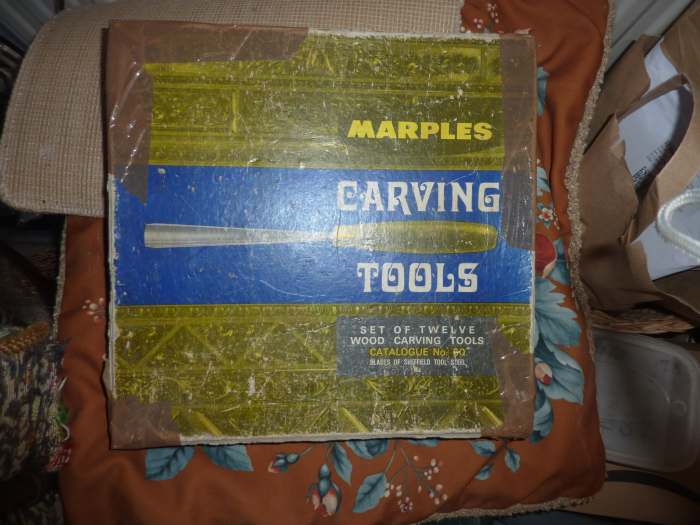 MARPLES
CARVING
TOOLS
SET OF TWELVE
WOOD CARVING TOOLS
CATALOGUE No. 60
BLADES OF SHEFFIELD TOOL STEEL